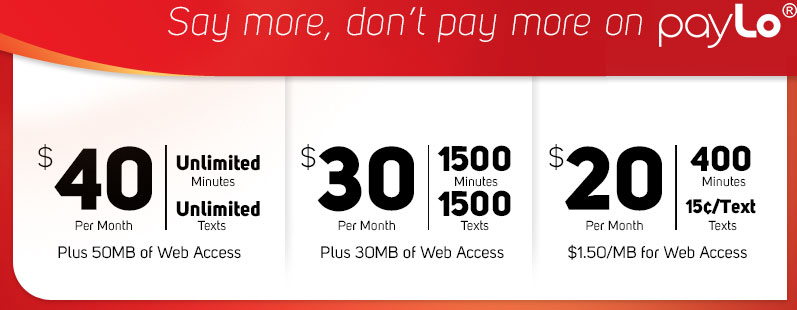 Say more, don't pay more on payLo®
$40
Per Month
Unlimited
Minutes
Unlimited
Texts
Plus 50MB of Web Access
$30
Per Month
1500
Minutes
1500
Texts
Plus 30MB of Web Access
$20
Per Month
400
Minutes
15¢/Text
Texts
$1.50/MB for Web Access